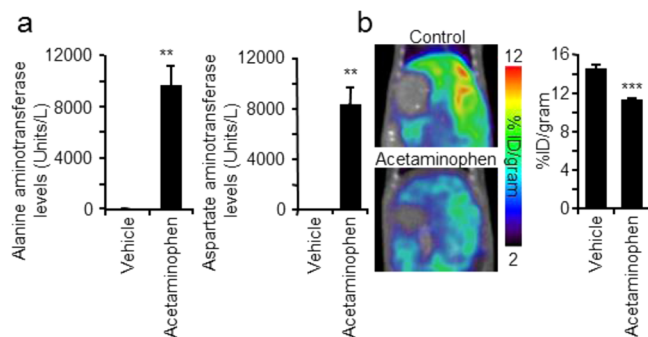 a
Alanine aminotransferase
levels (Units/L)
12000
8000
4000
0
**
Vehicle
Acetaminophen
Aspartate aminotransferase
levels (Units/L)
12000
8000
4000
0
**
Vehicle
Acetaminophen
b
Control
Acetaminophen
12
% ID/gram
2
%ID/gram
16
12
8
4
0
***
Vehicle
Acetaminophen